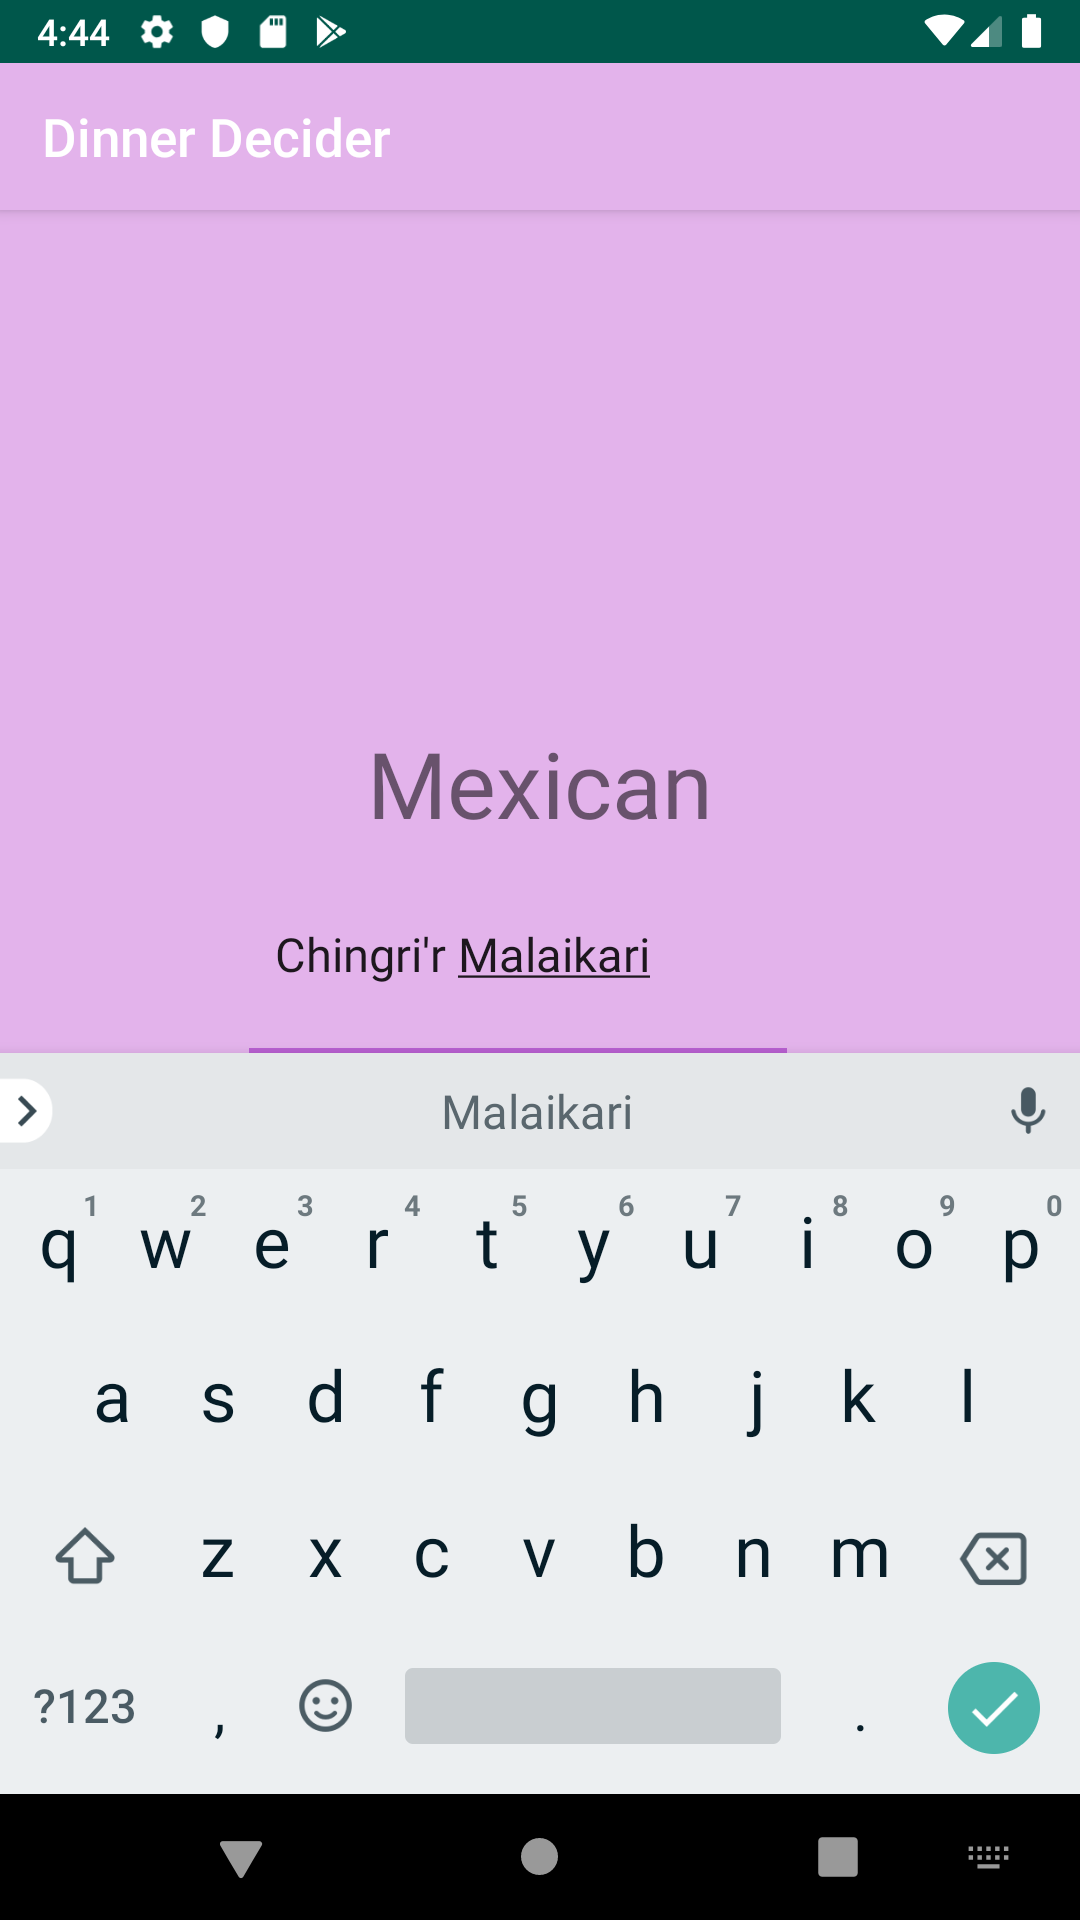 4:44
Dinner Decider
Mexican
Chingri'r Malaikari
Malaikari
1 2 3 4 5 6 7 8 9 0
q w e r t y u i o p
a s d f g h j k l
z x c v b n m
?123 , .